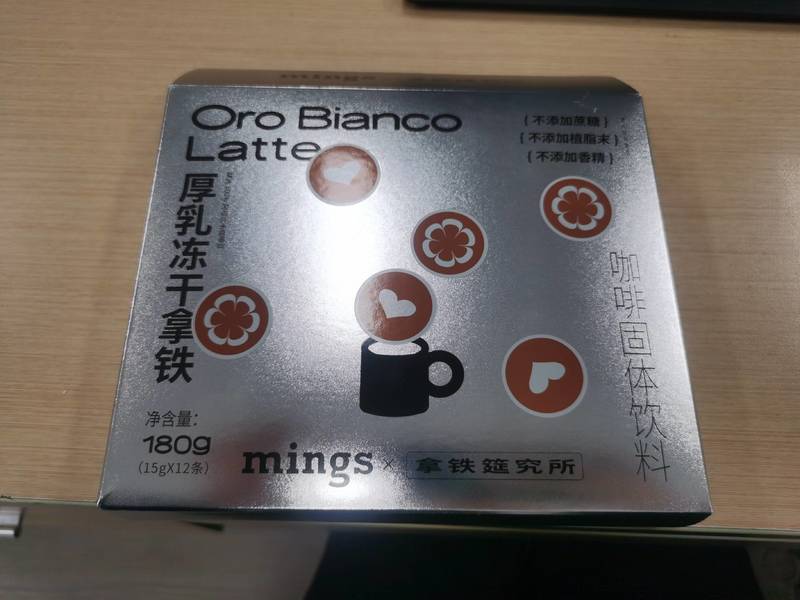 Oro Bianco
Latte
{不添加蔗糖}
{不添加植脂末}
{不添加香精}
厚乳冻干拿铁
咖啡固体饮料
净含量：
180g
(15gX12条)
mings × 拿铁筵究所